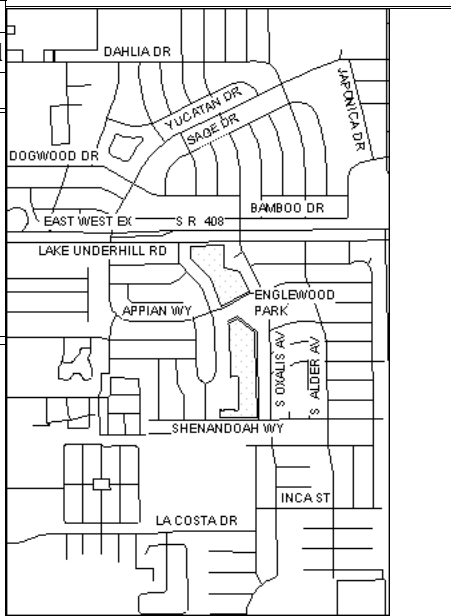 DAHLIA DR
JAPONICA DR
YUCATAN DR
SAGE DR
DOGWOOD DR
BAMBOO DR
EAST WEST EX S R 408
LAKE UNDERHILL RD
ENGLEWOOD
PARK
APPIAN WY
S OXALIS AV
S ALDER AV
SHENANDOAH WY
INCA ST
LA COSTA DR